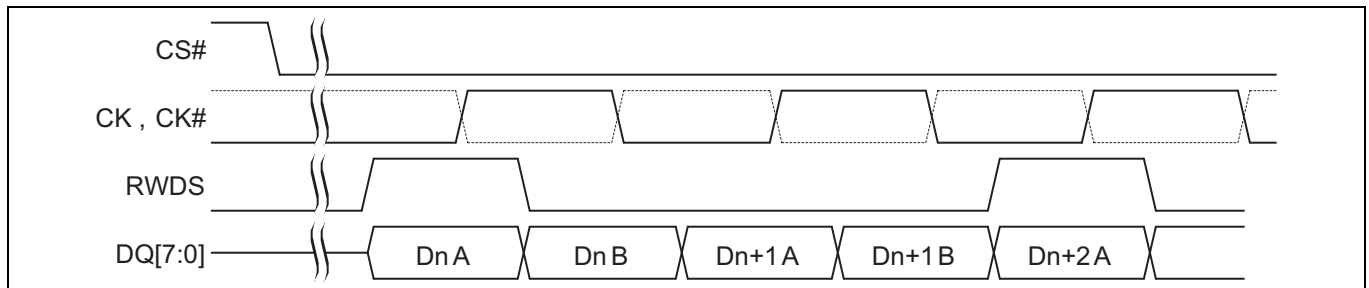 CS#
CK , CK#
RWDS
DQ[7:0]
Dn A
Dn B
Dn+1 A
Dn+1 B
Dn+2 A